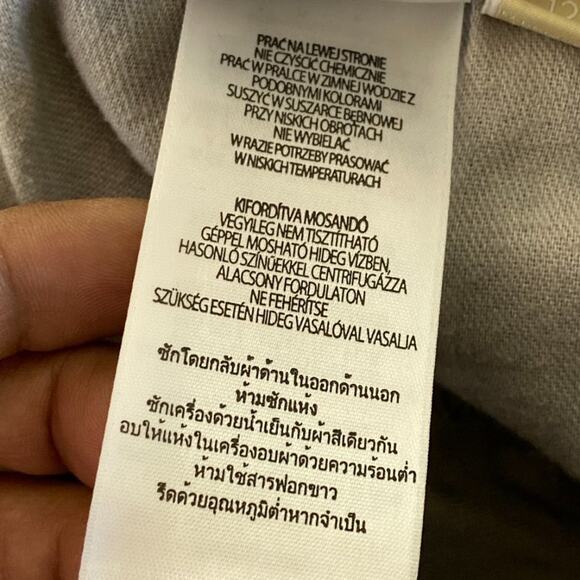 PRAĆ NA LEWEJ STRONIE
NIE CZYŚCIĆ CHEMICZNIE
PRAĆ W PRALCE W ZIMNEJ WODZIE Z
PODOBNYMI KOLORAMI
SUSZYĆ W SUSZARCE BĘBNOWEJ
PRZY NISKICH OBROTACH
NIE WYBIELAĆ
W RAZIE POTRZEBY PRASOWAĆ
W NISKICH TEMPERATURACH
KIFORDÍTVA MOSANDÓ
VEGYILEG NEM TISZTÍTHATÓ
GÉPPEL MOSHATÓ HIDEG VÍZBEN,
HASONLÓ SZÍNŰEKKEL CENTRIFUGÁZZA
ALACSONY FORDULATON
NE FEHÉRÍTSE
SZÜKSÉG ESETÉN HIDEG VASALÓVAL VASALJA
ซักโดยกลับผ้าด้านในออกด้านนอก
ห้ามซักแห้ง
ซักเครื่องด้วยน้ำเย็นกับผ้าสีเดียวกัน
อบให้แห้งในเครื่องอบผ้าด้วยความร้อนต่ำ
ห้ามใช้สารฟอกขาว
รีดด้วยอุณหภูมิต่ำหากจำเป็น